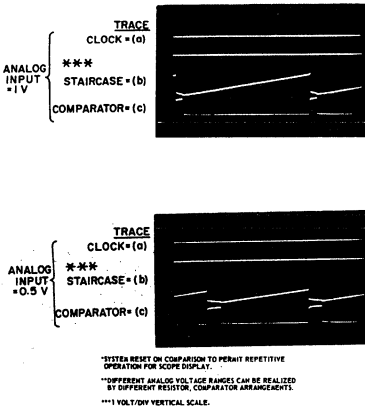 TRACE
CLOCK=(a)
ANALOG
INPUT
=1V
***
STAIRCASE=(b)
COMPARATOR=(c)
TRACE
CLOCK=(a)
ANALOG
INPUT
=0.5 V
***
STAIRCASE=(b)
COMPARATOR=(c)
*SYSTEM RESET ON COMPARISON TO PERMIT REPETITIVE
OPERATION FOR SCOPE DISPLAY.
**DIFFERENT ANALOG VOLTAGE RANGES CAN BE REALIZED
BY DIFFERENT RESISTOR, COMPARATOR ARRANGEMENTS.
***1 VOLT/DIV VERTICAL SCALE.